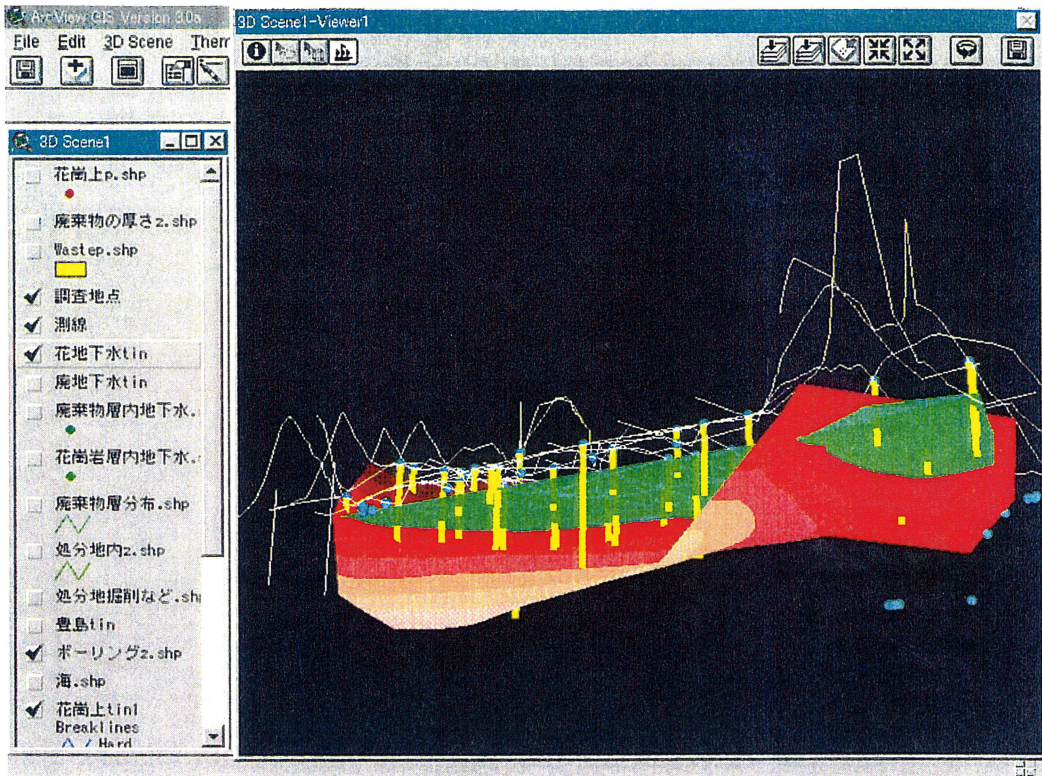 ArcView GIS Version 3.0a
File Edit 3D Scene Them
3D Scene1-Viewer1
3D Scene1
花崗上p.shp
廃棄物の厚さz.shp
Wastep.shp
調査地点
測線
花地下水tin
廃地下水tin
廃棄物層内地下水.
花崗岩層内地下水.
廃棄物層分布.shp
処分地内z.shp
処分地掘削など.sh
豊島tin
ボーリングz.shp
海.shp
花崗上tin1
Breaklines
Hard